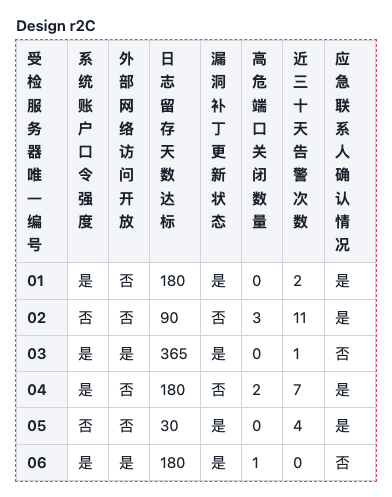 Design r2C
受检服务器唯一编号 系统账户口令强度 外部网络访问开放 日志留存天数达标 漏洞补丁更新状态 高危端口关闭数量 近三十天告警次数 应急联系人确认情况
01 是 否 180 是 0 2 是
02 否 否 90 否 3 11 是
03 是 是 365 是 0 1 否
04 是 否 180 否 2 7 是
05 否 否 30 是 0 4 是
06 是 是 180 是 1 0 否